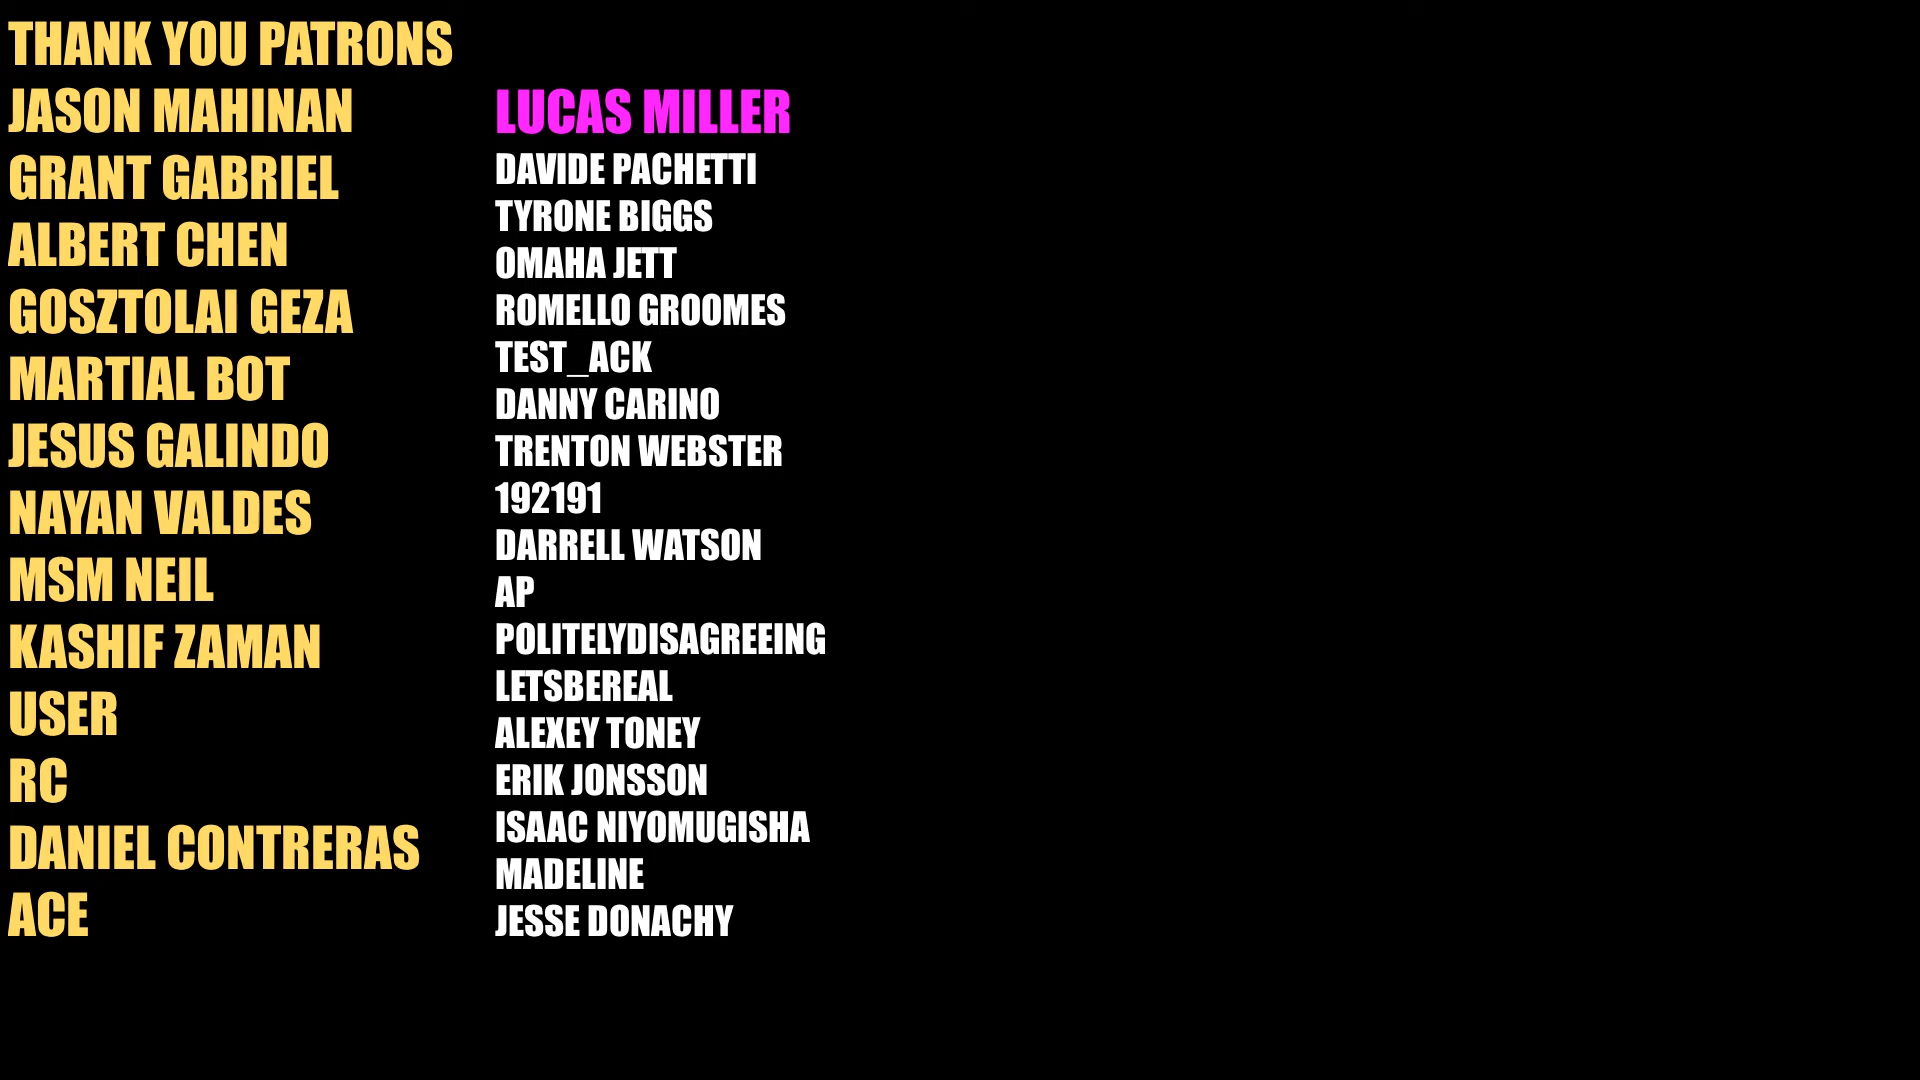 THANK YOU PATRONS
JASON MAHINAN
GRANT GABRIEL
ALBERT CHEN
GOSZTOLAI GEZA
MARTIAL BOT
JESUS GALINDO
NAYAN VALDES
MSM NEIL
KASHIF ZAMAN
USER
RC
DANIEL CONTRERAS
ACE
LUCAS MILLER
DAVIDE PACHETTI
TYRONE BIGGS
OMAHA JETT
ROMELLO GROOMES
TEST_ACK
DANNY CARINO
TRENTON WEBSTER
192191
DARRELL WATSON
AP
POLITELYDISAGREEING
LETSBEREAL
ALEXEY TONEY
ERIK JONSSON
ISAAC NIYOMUGISHA
MADELINE
JESSE DONACHY